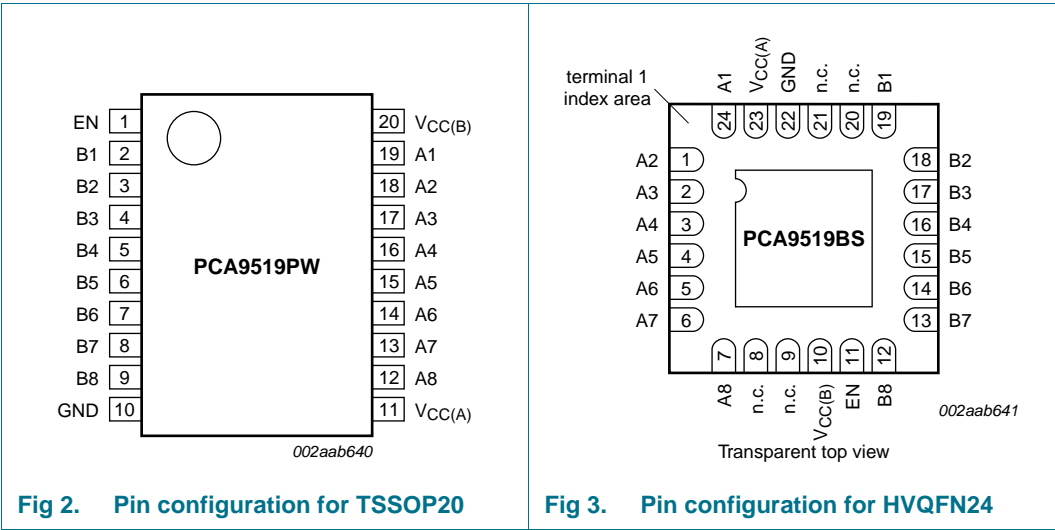 EN 1
B1 2
B2 3
B3 4
B4 5
B5 6
B6 7
B7 8
B8 9
GND 10
PCA9519PW
20 VCC(B)
19 A1
18 A2
17 A3
16 A4
15 A5
14 A6
13 A7
12 A8
11 VCC(A)
002aab640
Fig 2. Pin configuration for TSSOP20
terminal 1
index area
A1 VCC(A) GND n.c. n.c. B1
24 23 22 21 20 19
A2 1
A3 2
A4 3
A5 4
A6 5
A7 6
PCA9519BS
18 B2
17 B3
16 B4
15 B5
14 B6
13 B7
7 8 9 10 11 12
A8 n.c. n.c. VCC(B) EN B8
002aab641
Transparent top view
Fig 3. Pin configuration for HVQFN24